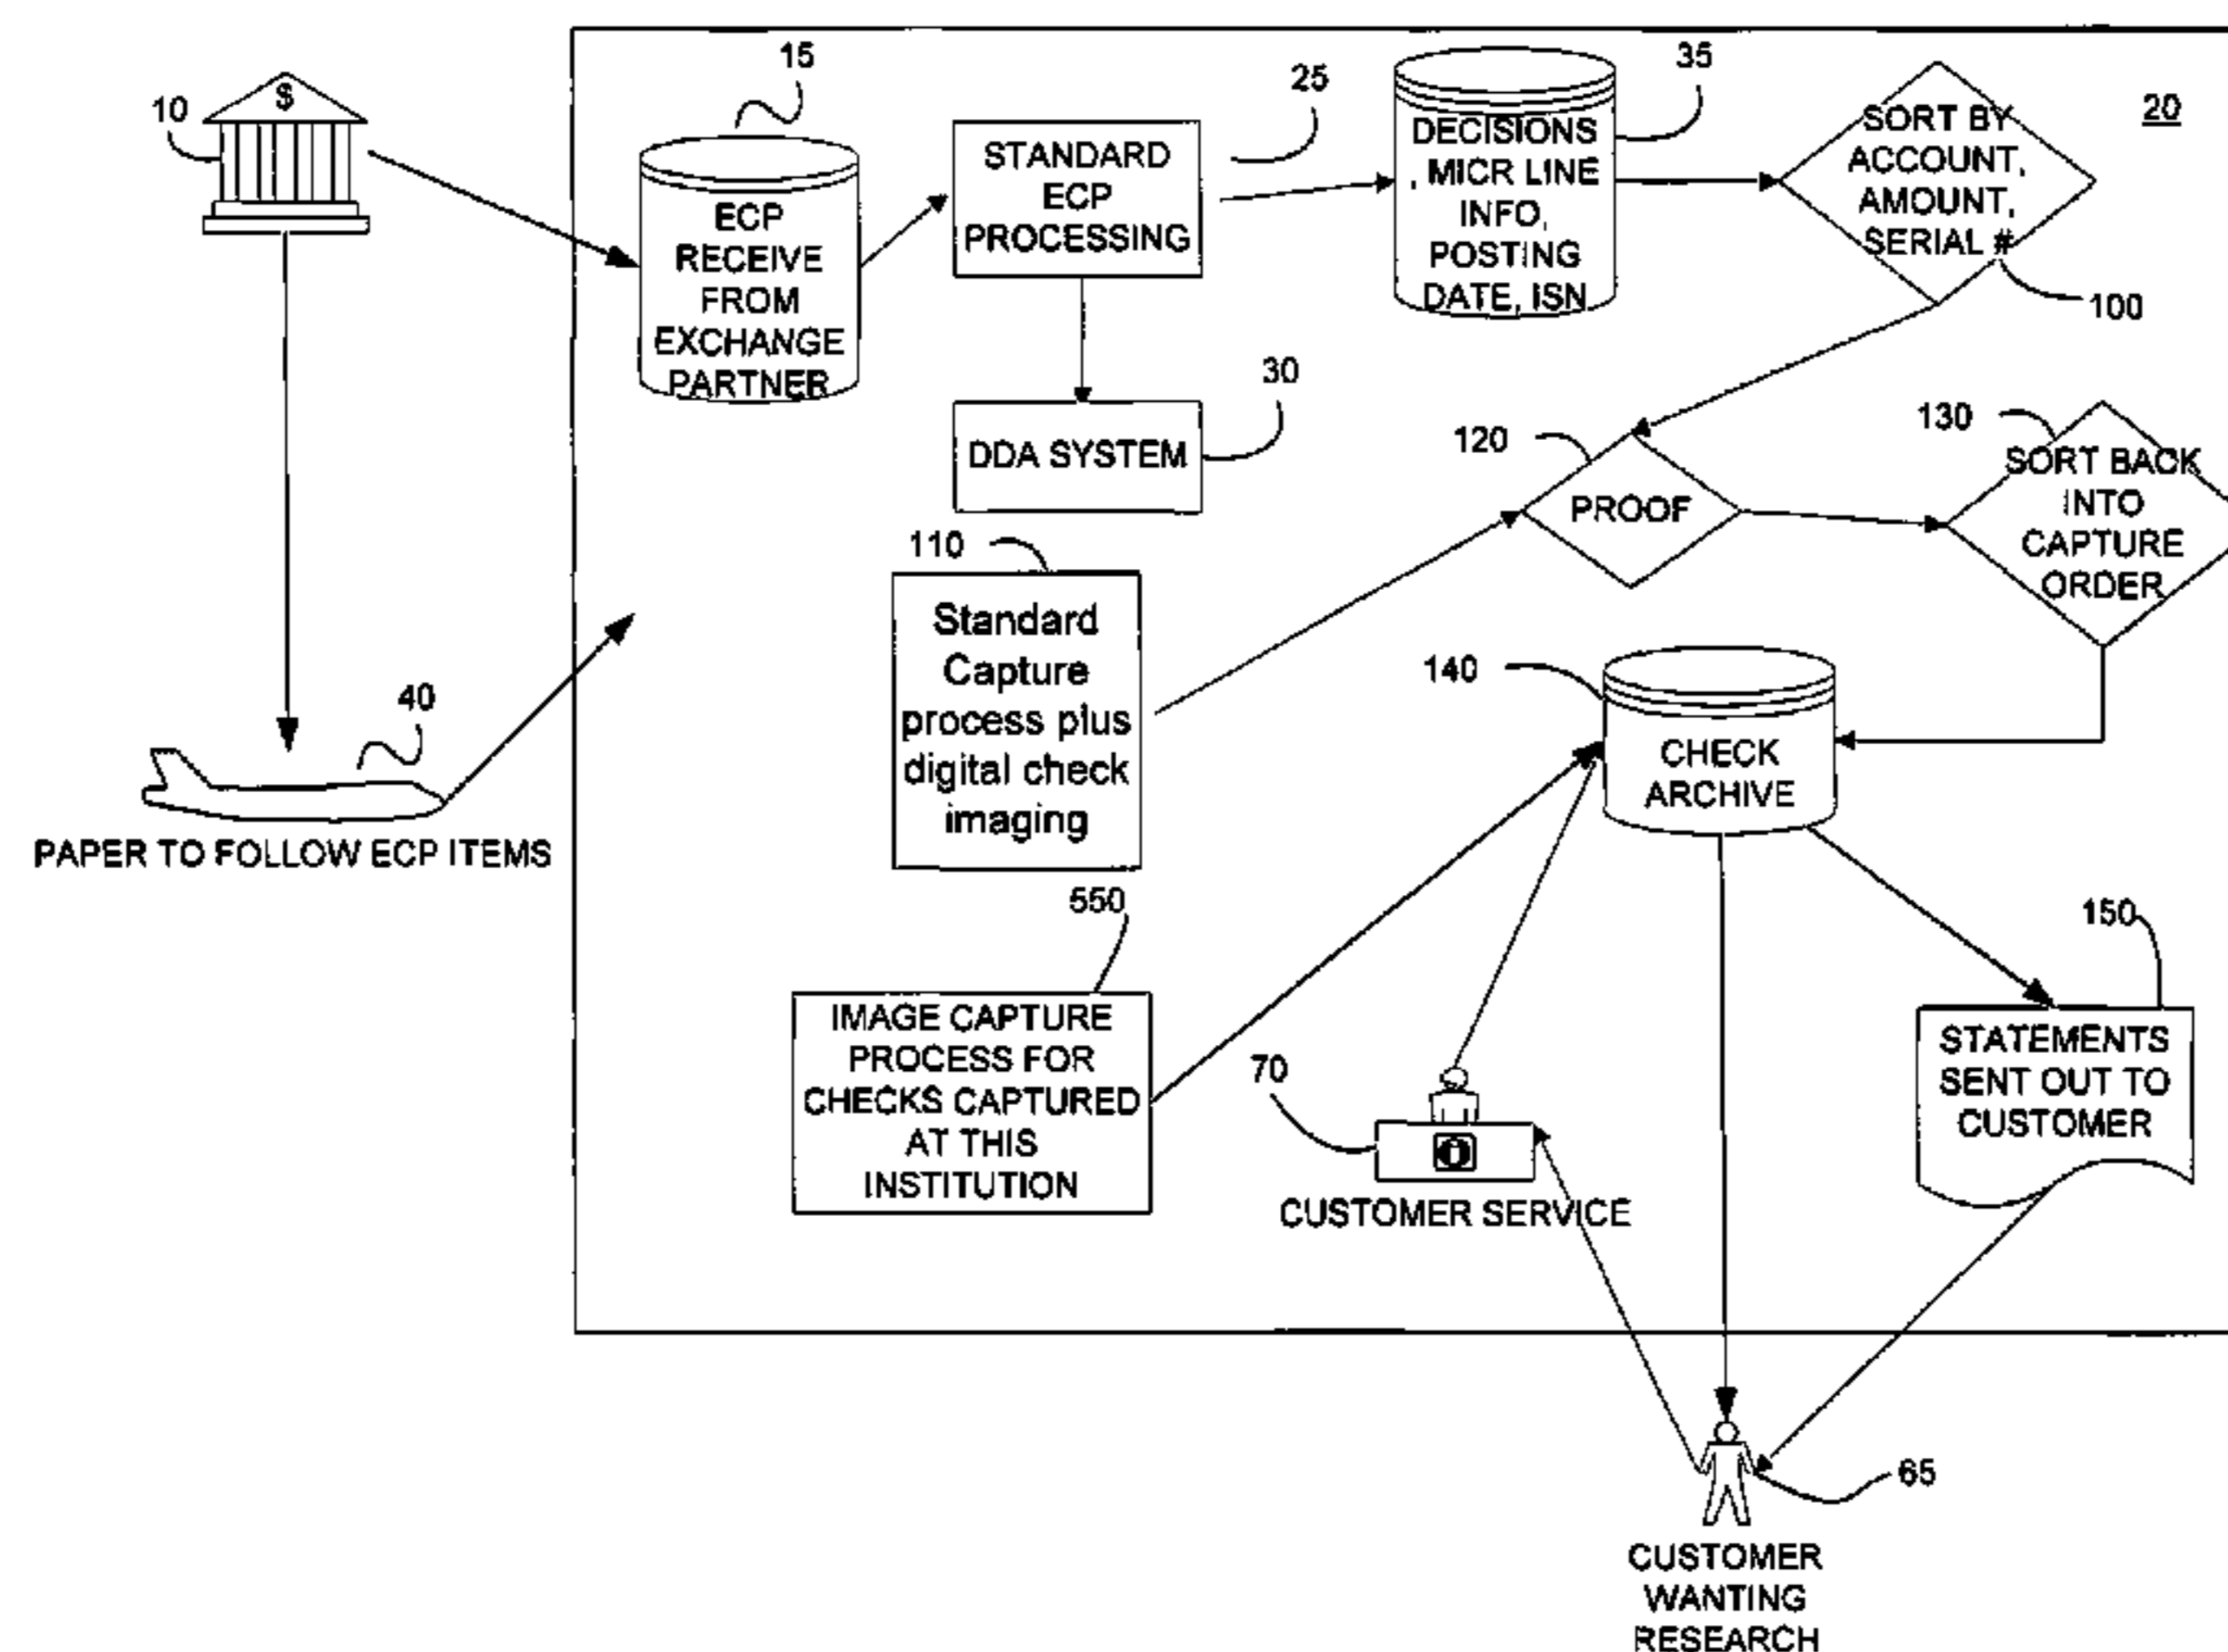 15
35
$
10
25
20
ECP
RECEIVE
FROM
EXCHANGE
PARTNER
STANDARD
ECP
PROCESSING
DECISIONS
, MICR LINE
INFO,
POSTING
DATE, ISN
SORT BY
ACCOUNT,
AMOUNT,
SERIAL #
100
30
DDA SYSTEM
120
PROOF
130
SORT BACK
INTO
CAPTURE
ORDER
110
Standard
Capture
process plus
digital check
imaging
140
CHECK
ARCHIVE
40
PAPER TO FOLLOW ECP ITEMS
550
IMAGE CAPTURE
PROCESS FOR
CHECKS CAPTURED
AT THIS
INSTITUTION
70
i
CUSTOMER SERVICE
150
STATEMENTS
SENT OUT TO
CUSTOMER
65
CUSTOMER
WANTING
RESEARCH